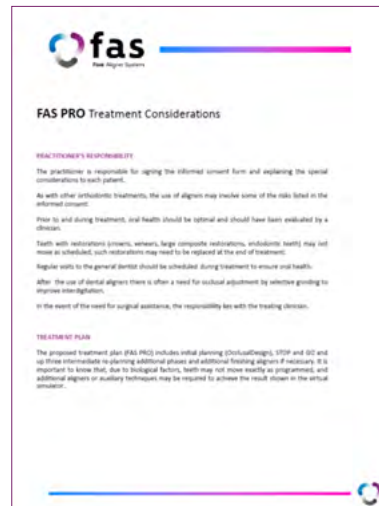 fas
Face Aligner System
FAS PRO Treatment Considerations
PRACTITIONER'S RESPONSIBILITY
The practitioner is responsible for signing the informed consent form and explaining the special
considerations to each patient.
As with other orthodontic treatments, the use of aligners may involve some of the risks listed in the
informed consent.
Prior to and during treatment, oral health should be optimal and should have been evaluated by a
clinician.
Teeth with restorations (crowns, veneers, large composite restorations, endodontic teeth) may not
move as scheduled, such restorations may need to be replaced at the end of treatment.
Regular visits to the general dentist should be scheduled during treatment to ensure oral health.
After the use of dental aligners there is often a need for occlusal adjustment by selective grinding to
improve interdigitation.
In the event of the need for surgical assistance, the responsibility lies with the treating clinician.
TREATMENT PLAN
The proposed treatment plan (FAS PRO) includes initial planning (OcclusalDesign), STOP and GO and
up three intermediate re-planning additional phases and additional finishing aligners if necessary. It is
important to know that, due to biological factors, teeth may not move exactly as programmed, and
additional aligners or auxiliary techniques may be required to achieve the result shown in the virtual
simulator.